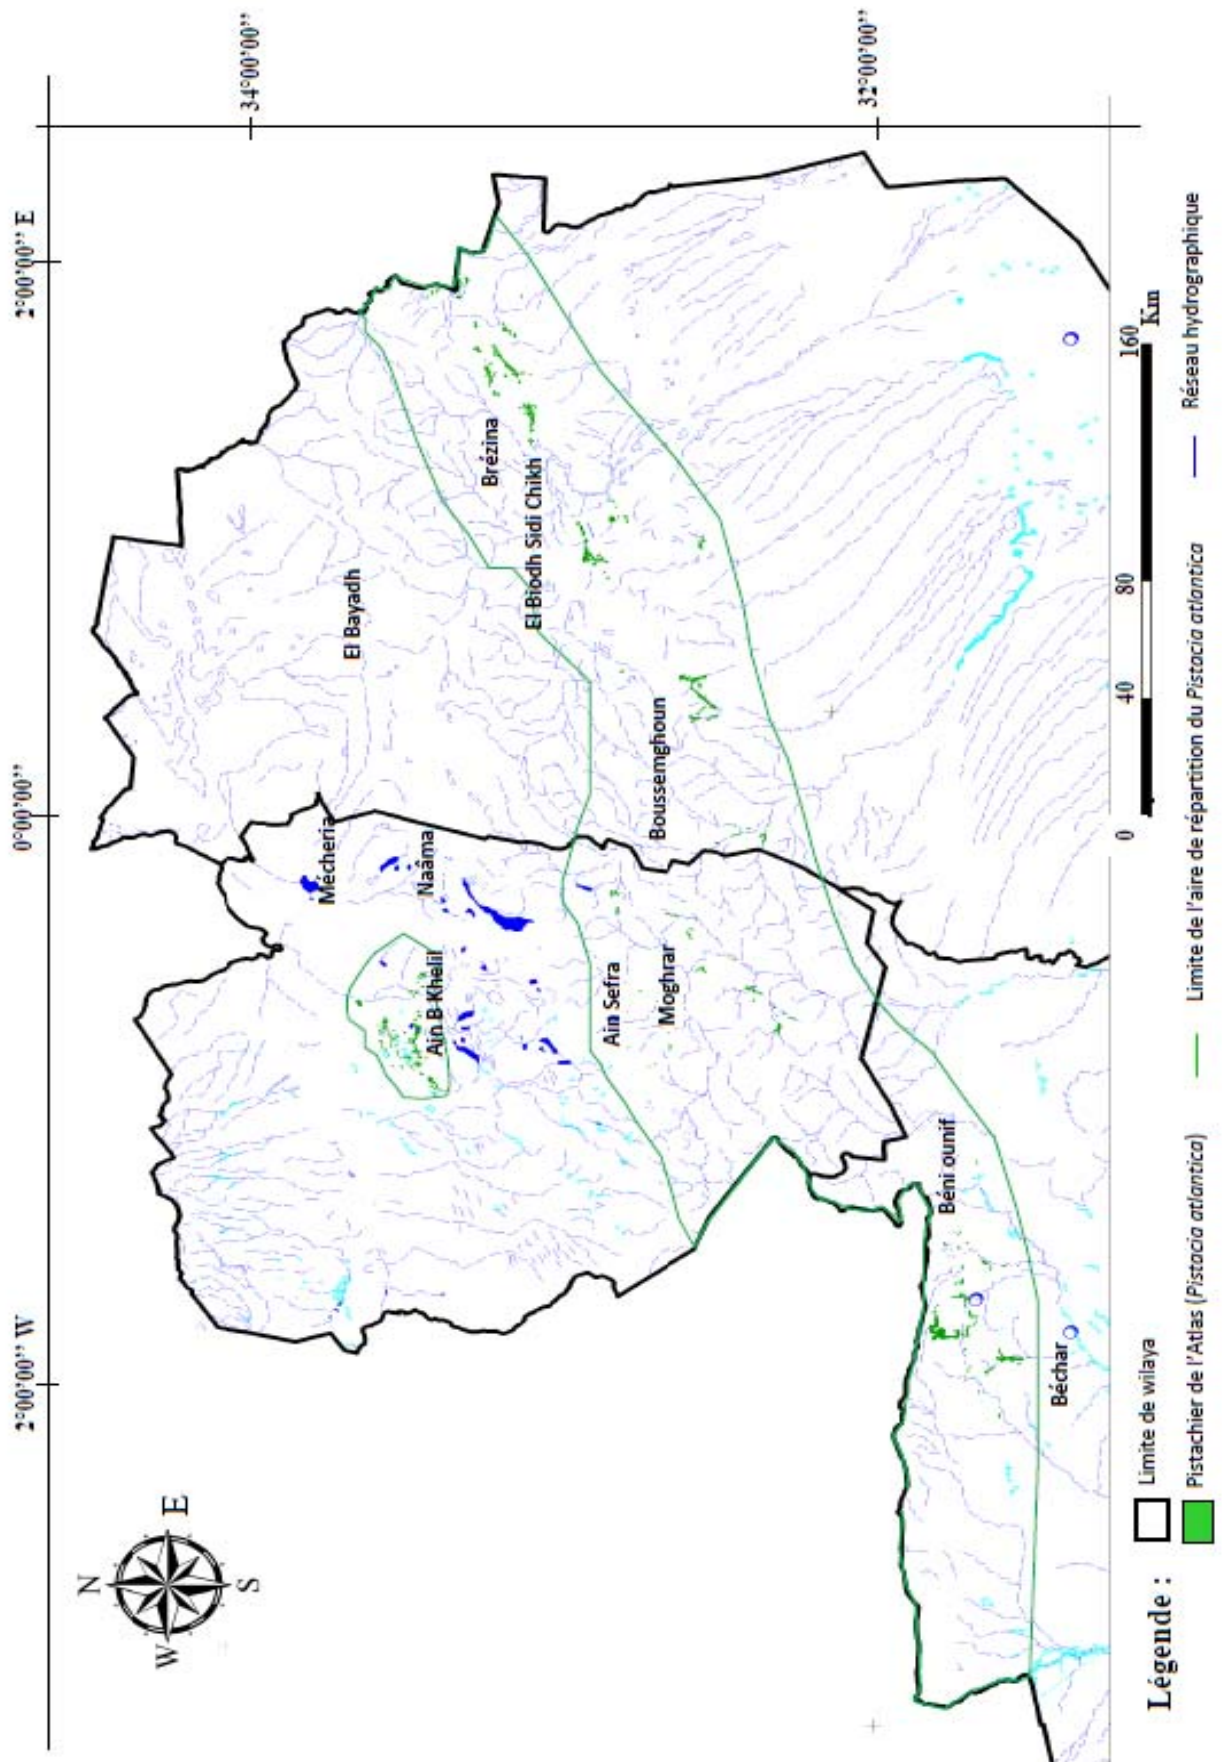 2°00'00'' W
0°00'00''
2°00'00'' E
34°00'00''
32°00'00''
N
W
E
S
Mécheria
El Bayadh
Naâma
Ain B Khelil
Brézina
El Biodh Sidi Chikh
Ain Sefra
Boussemghoun
Moghrar
Béni ounif
Béchar
0
40
80
160
Km
Légende :
Limite de wilaya
Pistachier de l'Atlas (Pistacia atlantica)
Limite de l'aire de répartition du Pistacia atlantica
Réseau hydrographique